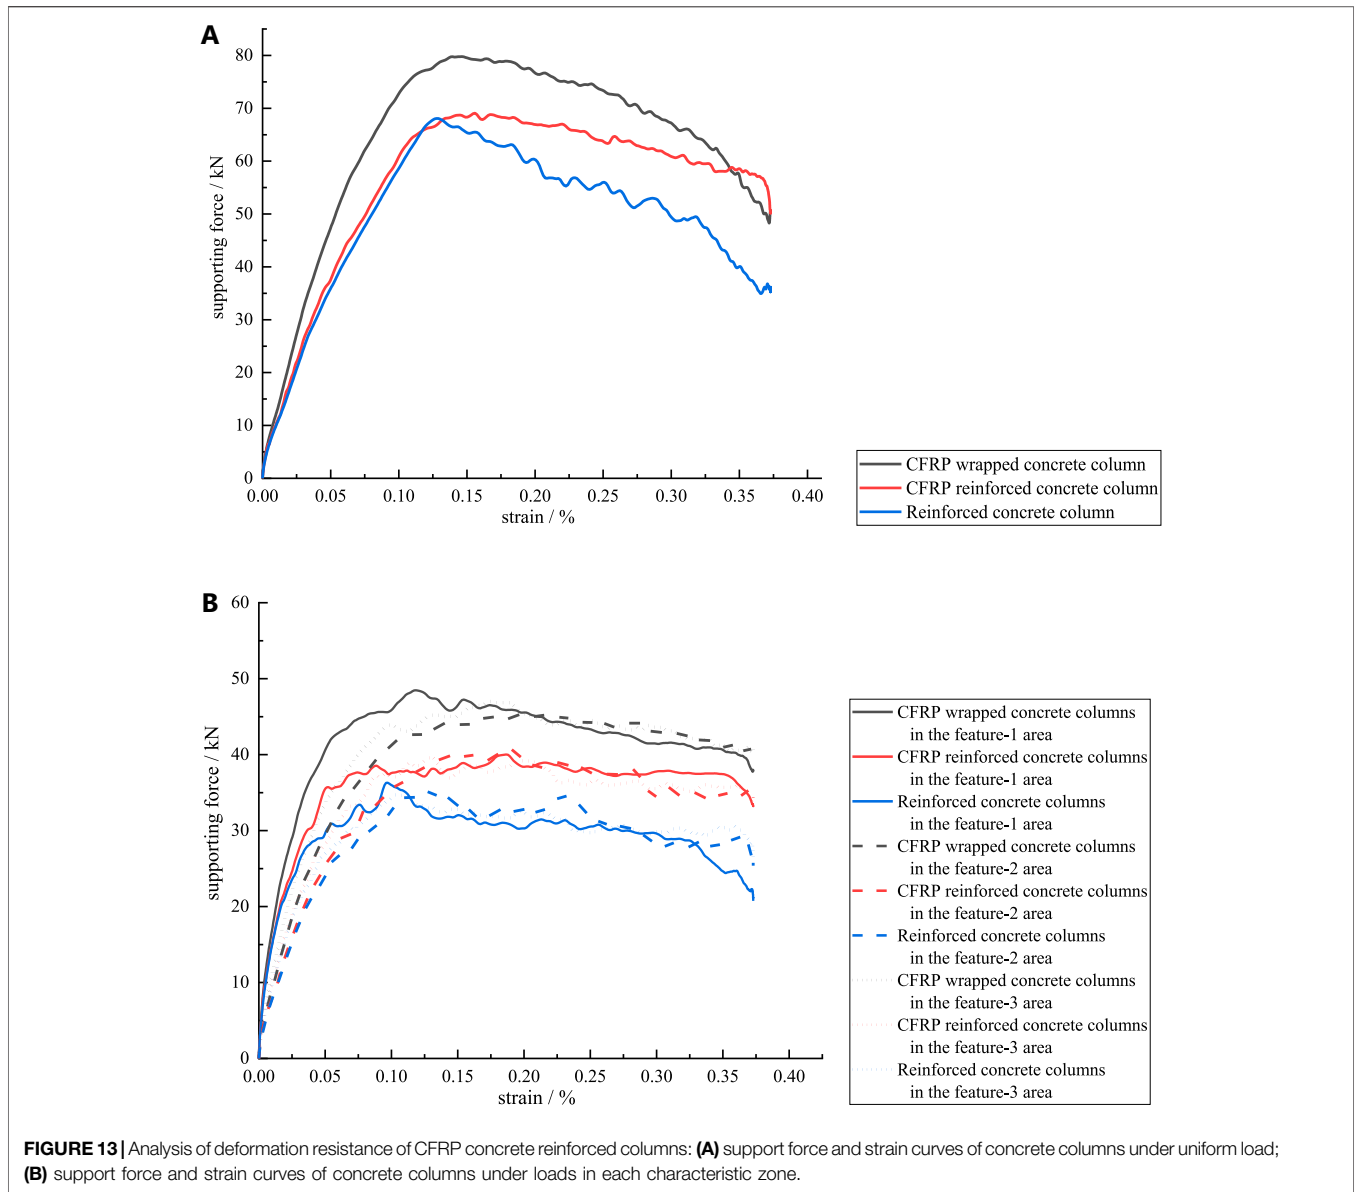 A
80
70
60
50
40
30
20
10
0
supporting force / kN
0.00 0.05 0.10 0.15 0.20 0.25 0.30 0.35 0.40
strain / %
CFRP wrapped concrete column
CFRP reinforced concrete column
Reinforced concrete column
B
60
50
40
30
20
10
0
supporting force / kN
0.00 0.05 0.10 0.15 0.20 0.25 0.30 0.35 0.40
strain / %
CFRP wrapped concrete columns
in the feature-1 area
CFRP reinforced concrete columns
in the feature-1 area
Reinforced concrete columns
in the feature-1 area
CFRP wrapped concrete columns
in the feature-2 area
CFRP reinforced concrete columns
in the feature-2 area
Reinforced concrete columns
in the feature-2 area
CFRP wrapped concrete columns
in the feature-3 area
CFRP reinforced concrete columns
in the feature-3 area
Reinforced concrete columns
in the feature-3 area
FIGURE 13 | Analysis of deformation resistance of CFRP concrete reinforced columns: (A) support force and strain curves of concrete columns under uniform load;
(B) support force and strain curves of concrete columns under loads in each characteristic zone.